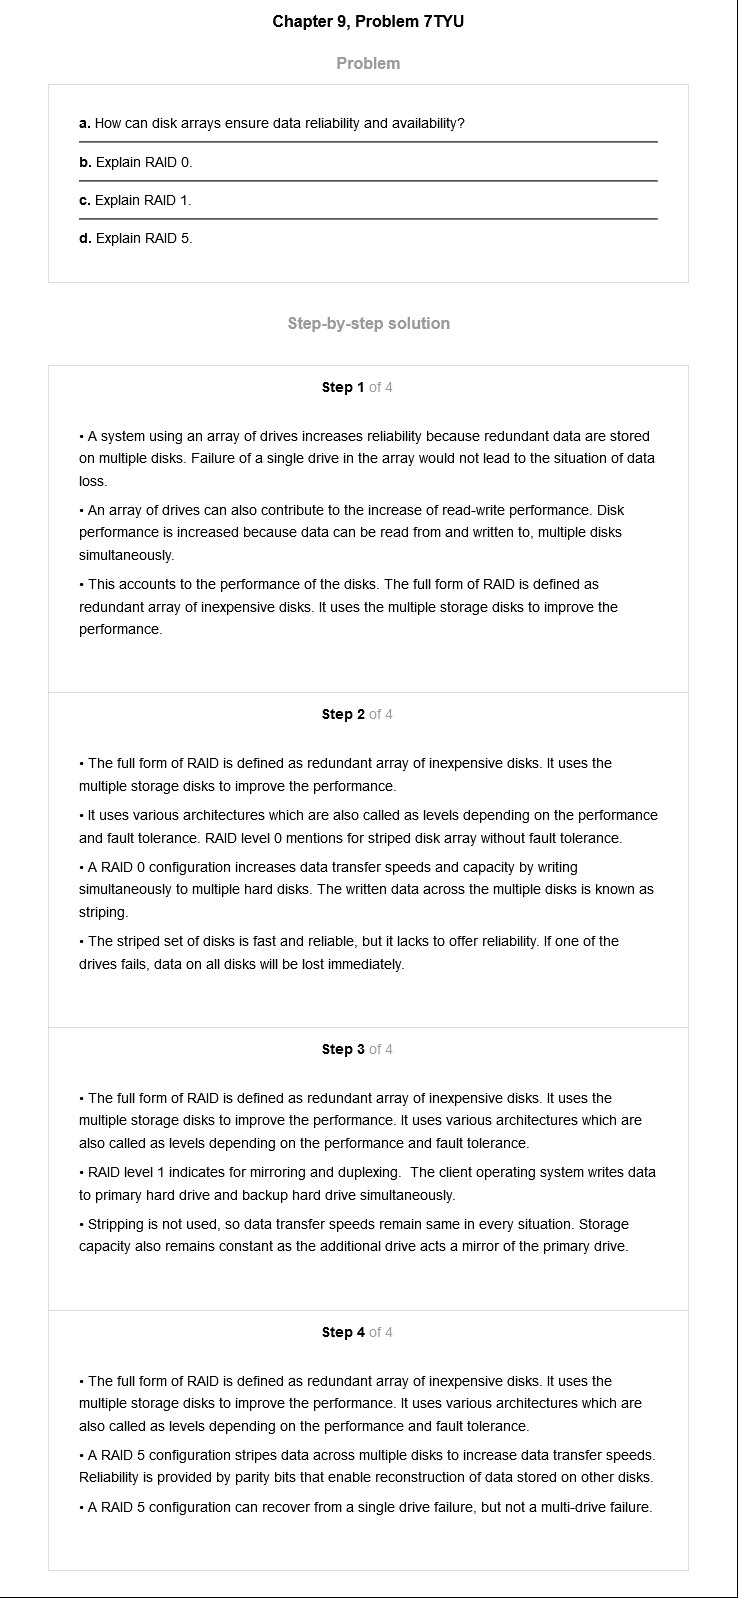 Chapter 9, Problem 7TYU
Problem
a. How can disk arrays ensure data reliability and availability?
b. Explain RAID 0.
c. Explain RAID 1.
d. Explain RAID 5.
Step-by-step solution
Step 1 of 4
• A system using an array of drives increases reliability because redundant data are stored
on multiple disks. Failure of a single drive in the array would not lead to the situation of data
loss.
• An array of drives can also contribute to the increase of read-write performance. Disk
performance is increased because data can be read from and written to, multiple disks
simultaneously.
• This accounts to the performance of the disks. The full form of RAID is defined as
redundant array of inexpensive disks. It uses the multiple storage disks to improve the
performance.
Step 2 of 4
• The full form of RAID is defined as redundant array of inexpensive disks. It uses the
multiple storage disks to improve the performance.
• It uses various architectures which are also called as levels depending on the performance
and fault tolerance. RAID level 0 mentions for striped disk array without fault tolerance.
• A RAID 0 configuration increases data transfer speeds and capacity by writing
simultaneously to multiple hard disks. The written data across the multiple disks is known as
striping.
• The striped set of disks is fast and reliable, but it lacks to offer reliability. If one of the
drives fails, data on all disks will be lost immediately.
Step 3 of 4
• The full form of RAID is defined as redundant array of inexpensive disks. It uses the
multiple storage disks to improve the performance. It uses various architectures which are
also called as levels depending on the performance and fault tolerance.
• RAID level 1 indicates for mirroring and duplexing. The client operating system writes data
to primary hard drive and backup hard drive simultaneously.
• Stripping is not used, so data transfer speeds remain same in every situation. Storage
capacity also remains constant as the additional drive acts a mirror of the primary drive.
Step 4 of 4
• The full form of RAID is defined as redundant array of inexpensive disks. It uses the
multiple storage disks to improve the performance. It uses various architectures which are
also called as levels depending on the performance and fault tolerance.
• A RAID 5 configuration stripes data across multiple disks to increase data transfer speeds.
Reliability is provided by parity bits that enable reconstruction of data stored on other disks.
• A RAID 5 configuration can recover from a single drive failure, but not a multi-drive failure.